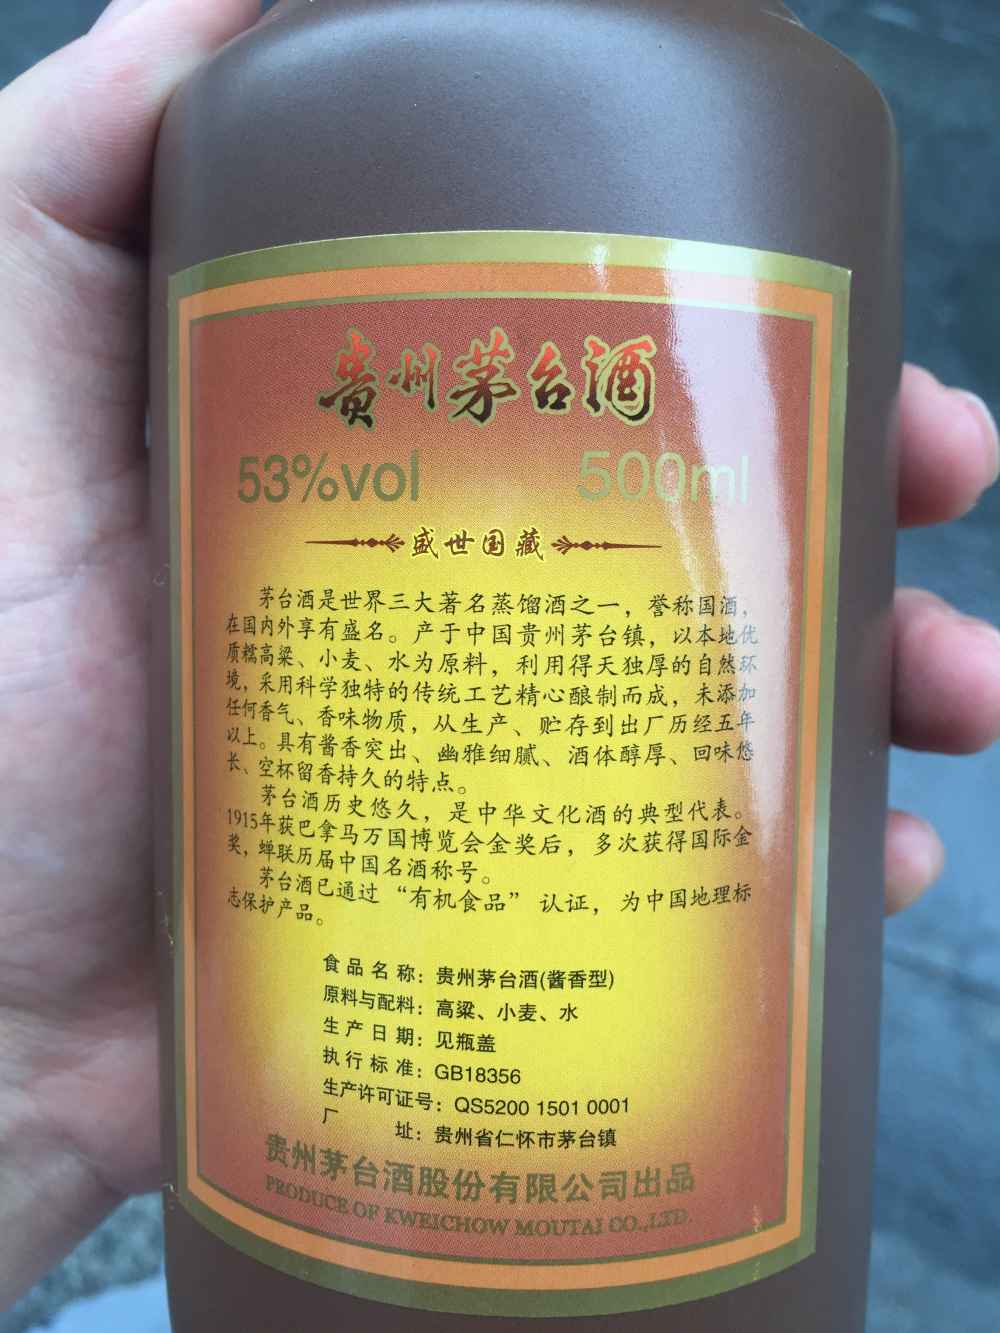 贵州茅台酒
53%vol 500ml
盛世国藏
茅台酒是世界三大著名蒸馏酒之一，誉称国酒，
在国内外享有盛名。产于中国贵州茅台镇，以本地优
质糯高粱、小麦、水为原料，利用得天独厚的自然环
境，采用科学独特的传统工艺精心酿制而成，未添加
任何香气、香味物质，从生产、贮存到出厂历经五年
以上。具有酱香突出、幽雅细腻、酒体醇厚、回味悠
长、空杯留香持久的特点。
茅台酒历史悠久，是中华文化酒的典型代表。
1915年获巴拿马万国博览会金奖后，多次获得国际金
奖，蝉联历届中国名酒称号。
茅台酒已通过“有机食品”认证，为中国地理标
志保护产品。
食品名称：贵州茅台酒(酱香型)
原料与配料：高粱、小麦、水
生产日期：见瓶盖
执行标准：GB18356
生产许可证号：QS5200 1501 0001
厂址：贵州省仁怀市茅台镇
贵州茅台酒股份有限公司出品
PRODUCE OF KWEICHOW MOUTAI CO.,LTD.